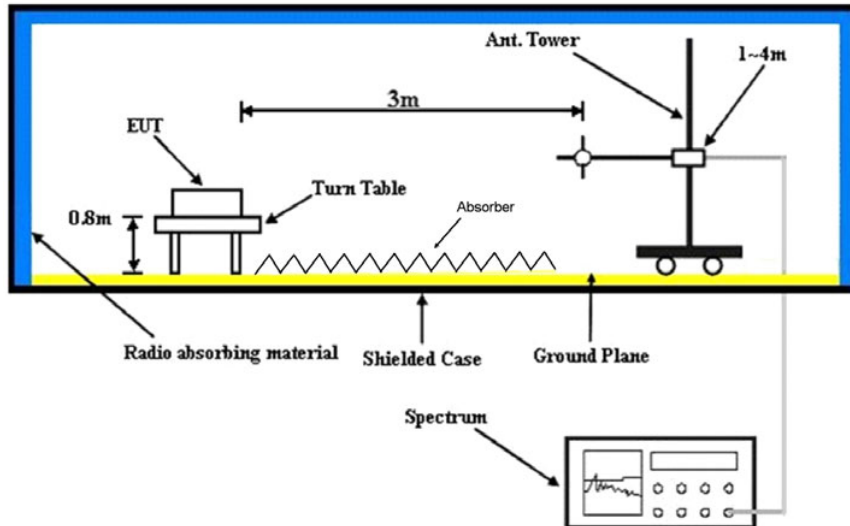 Ant. Tower
1~4m
3m
EUT
Turn Table
0.8m
Absorber
Radio absorbing material
Shielded Case
Ground Plane
Spectrum